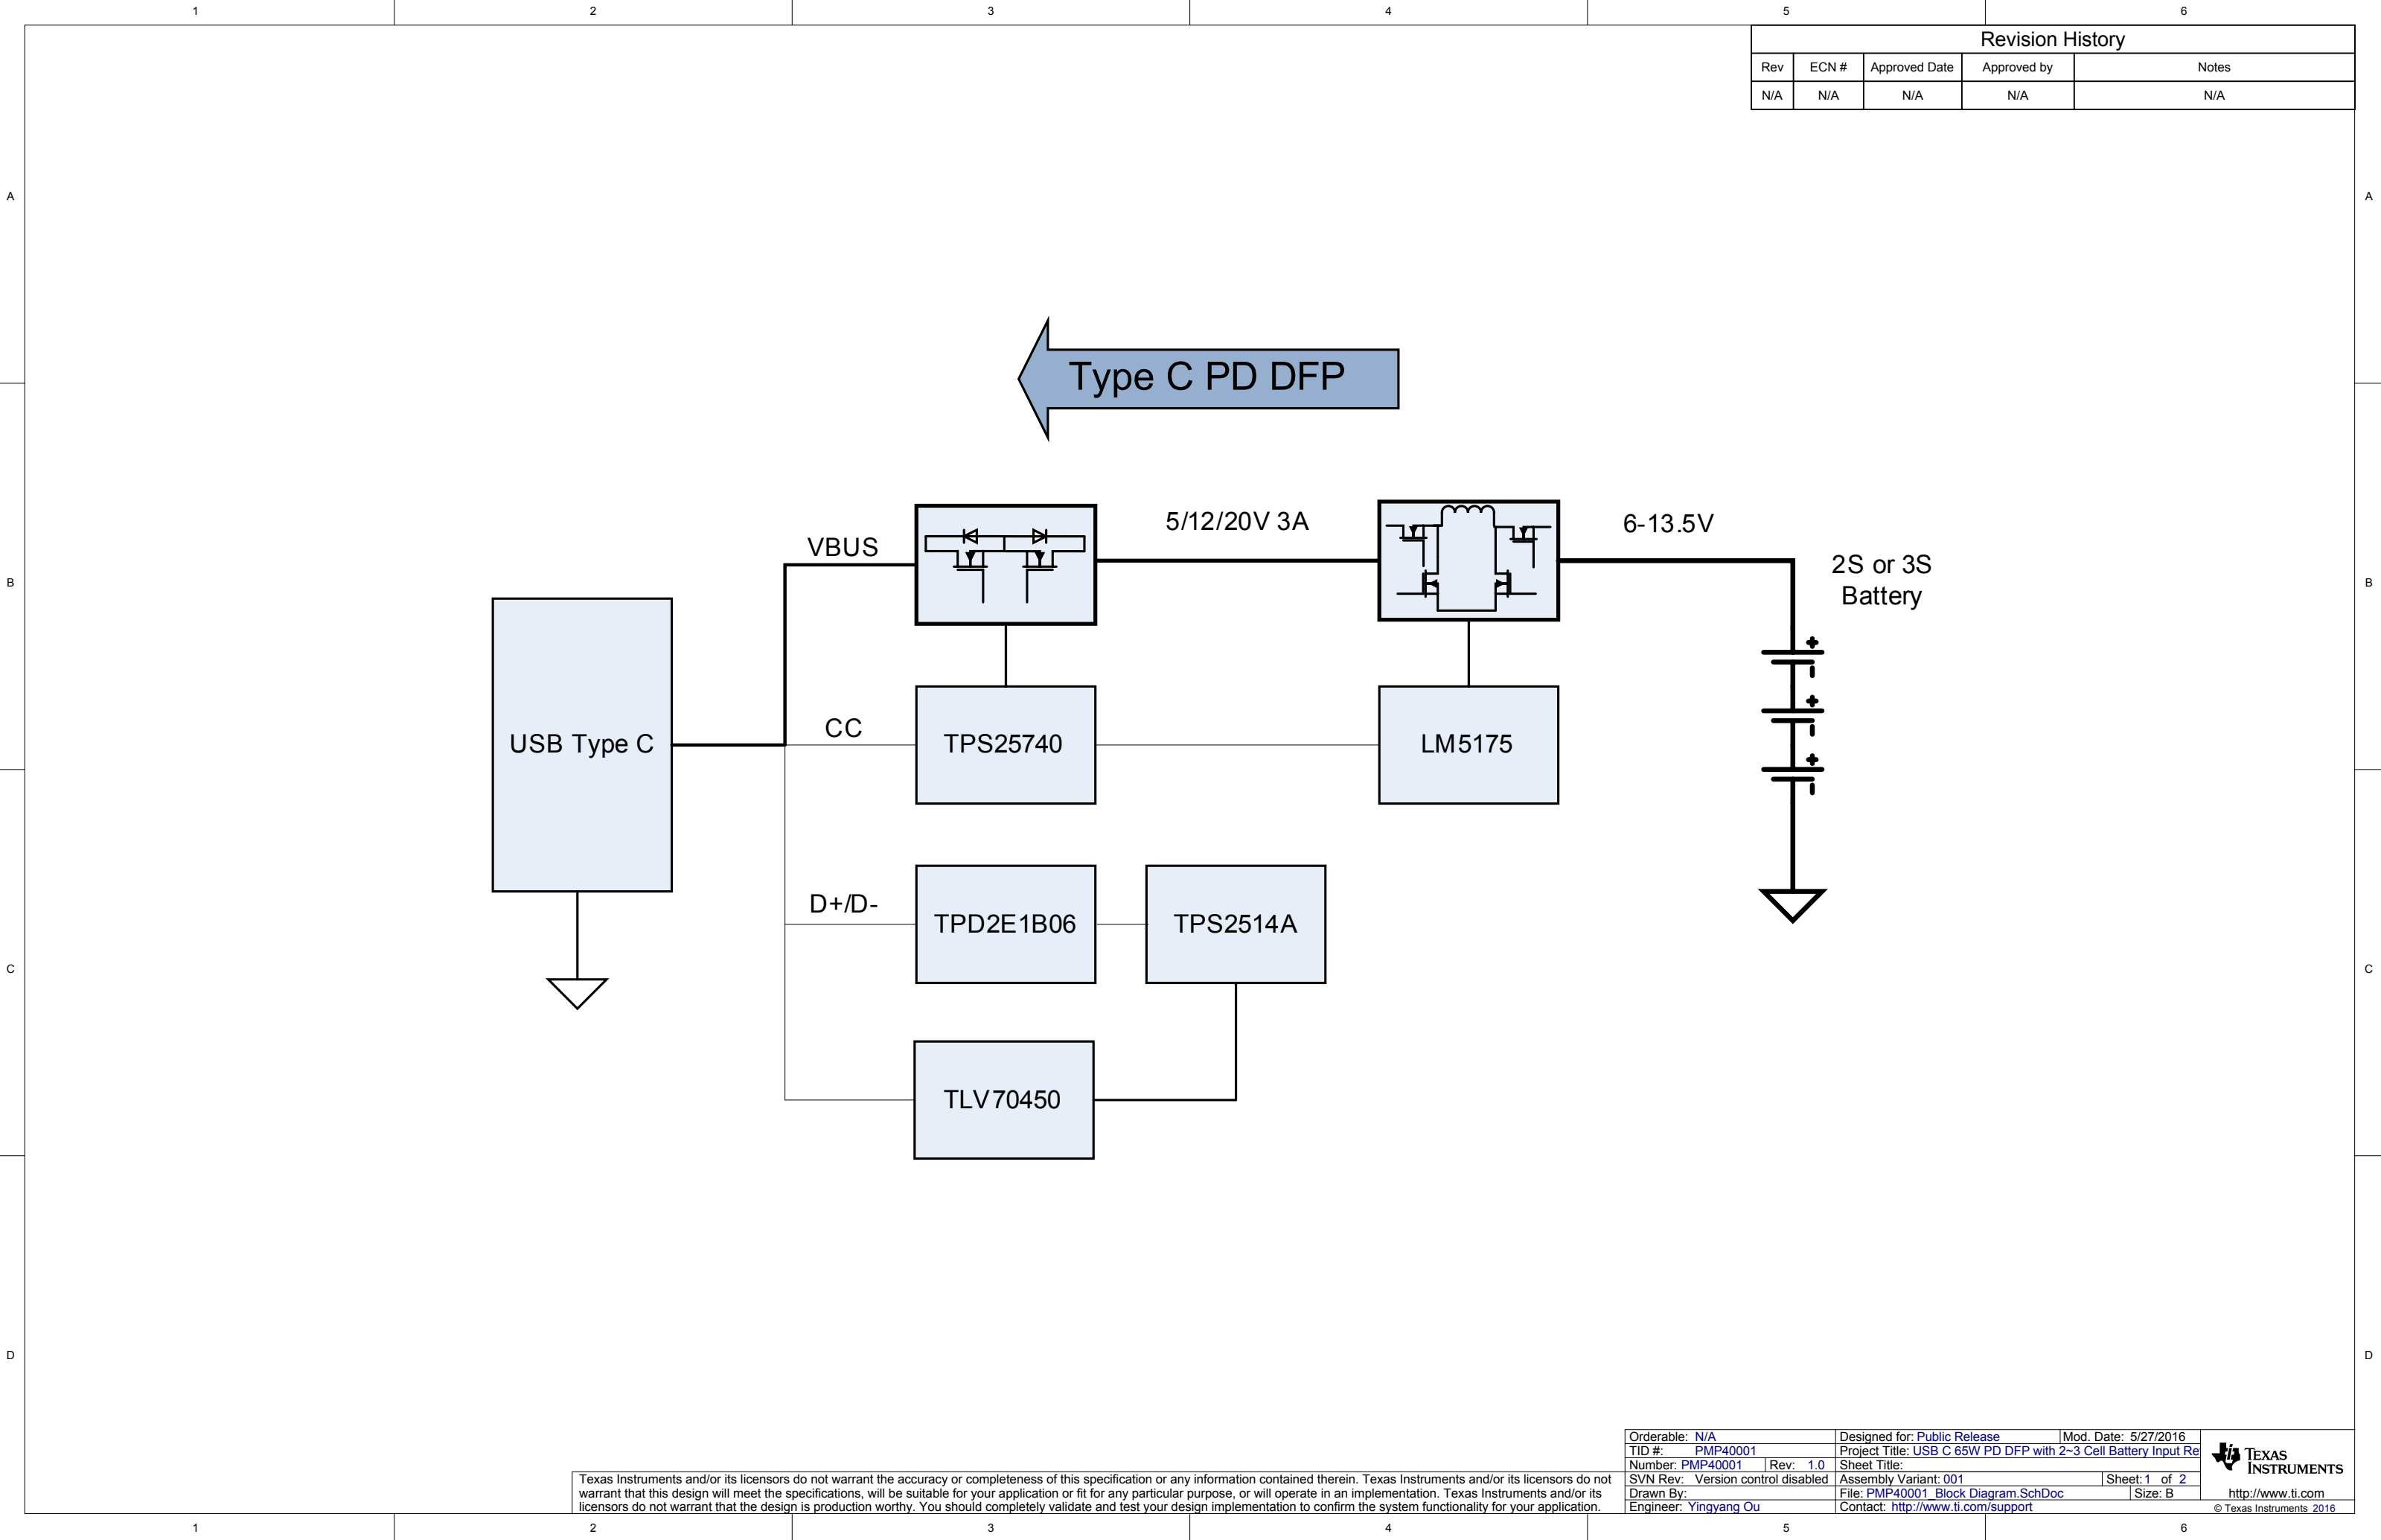 1 2 3 4 5 6
Revision History
Rev ECN # Approved Date Approved by Notes
N/A N/A N/A N/A N/A
A A
Type C PD DFP
5/12/20V 3A
6-13.5V
VBUS
2S or 3S
Battery
B B
USB Type C
CC
TPS25740
LM5175
D+/D-
TPD2E1B06
TPS2514A
C C
TLV70450
D D
Texas Instruments and/or its licensors do not warrant the accuracy or completeness of this specification or any information contained therein. Texas Instruments and/or its licensors do not
warrant that this design will meet the specifications, will be suitable for your application or fit for any particular purpose, or will operate in an implementation. Texas Instruments and/or its
licensors do not warrant that the design is production worthy. You should completely validate and test your design implementation to confirm the system functionality for your application.
Orderable: N/A Designed for: Public Release Mod. Date: 5/27/2016
TID #: PMP40001 Project Title: USB C 65W PD DFP with 2~3 Cell Battery Input Re
Number: PMP40001 Rev: 1.0 Sheet Title:
SVN Rev: Version control disabled Assembly Variant: 001 Sheet: 1 of 2
Drawn By: File: PMP40001_Block Diagram.SchDoc Size: B
Engineer: Yingyang Ou Contact: http://www.ti.com/support
TEXAS
INSTRUMENTS
http://www.ti.com
© Texas Instruments 2016
1 2 3 4 5 6